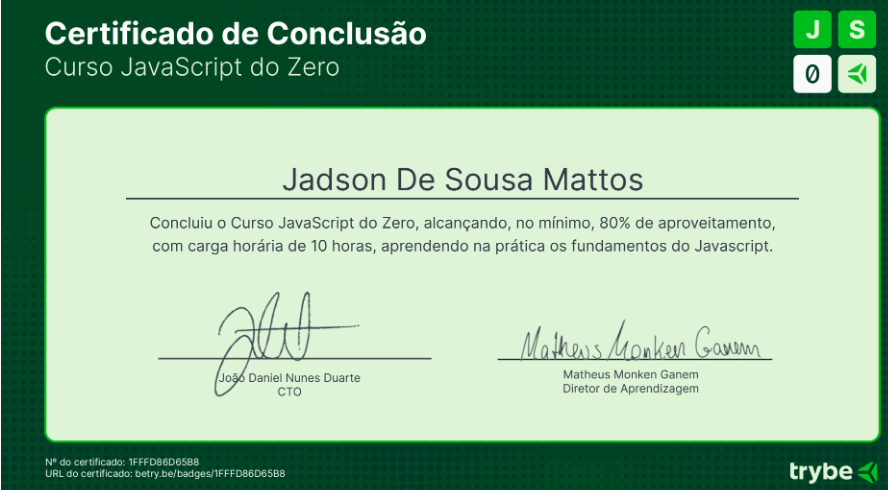 Certificado de Conclusão
Curso JavaScript do Zero
J S
0
Jadson De Sousa Mattos
Concluiu o Curso JavaScript do Zero, alcançando, no mínimo, 80% de aproveitamento,
com carga horária de 10 horas, aprendendo na prática os fundamentos do Javascript.
Matheus Monken Ganem
João Daniel Nunes Duarte
CTO
Matheus Monken Ganem
Diretor de Aprendizagem
Nº do certificado: 1FFFD86D65B8
URL do certificado: betry.be/badges/1FFFD86D65B8
trybe